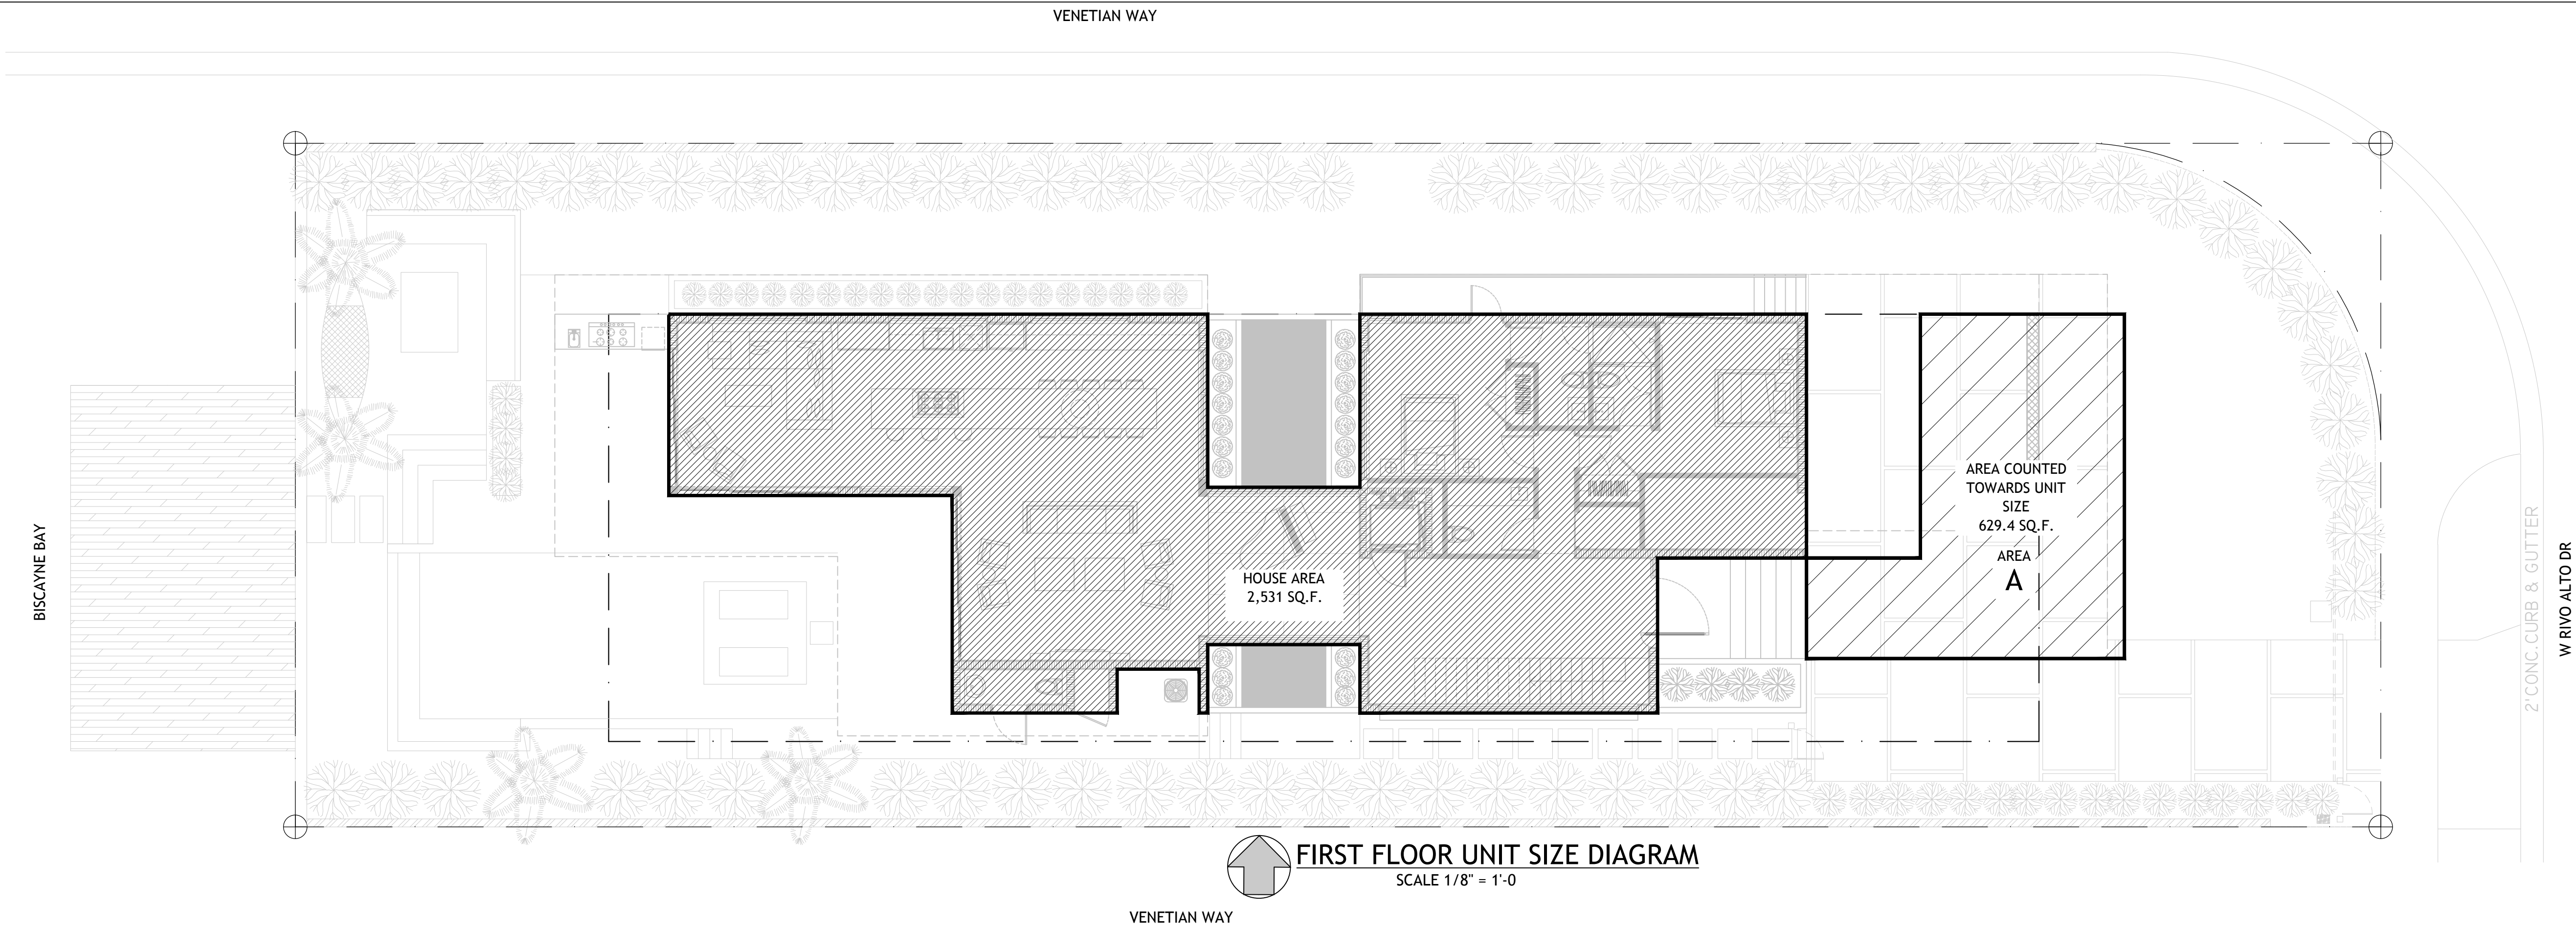 VENETIAN WAY
BISCAYNE BAY
HOUSE AREA
2,531 SQ.F.
AREA COUNTED
TOWARDS UNIT
SIZE
629.4 SQ.F.
AREA
A
2'CONC.CURB & GUTTER
W RIVO ALTO DR
FIRST FLOOR UNIT SIZE DIAGRAM
SCALE 1/8" = 1'-0
VENETIAN WAY